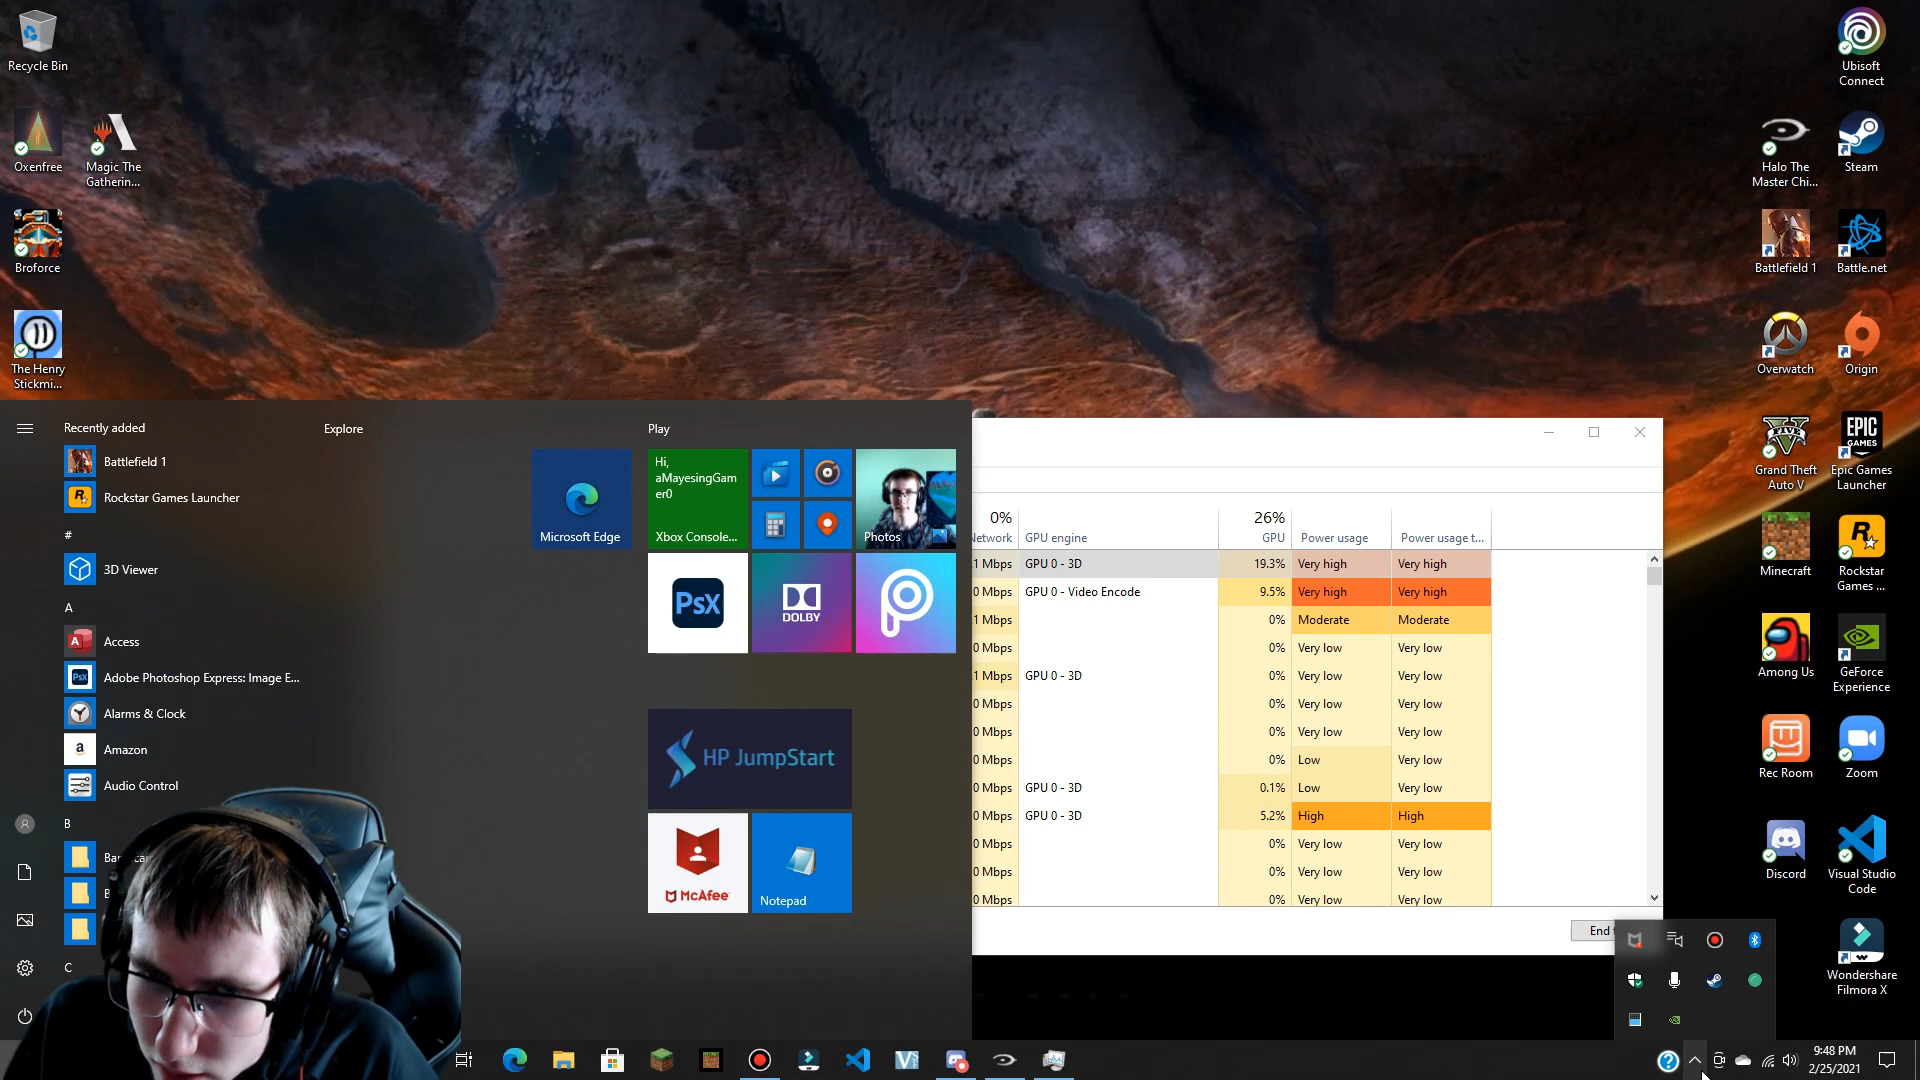 Recycle Bin
Oxenfree
Magic The
Gatherin...
Broforce
The Henry
Stickmi...
Ubisoft
Connect
Halo The
Master Chi...
Steam
Battlefield 1
Battle.net
Overwatch
Origin
Grand Theft
Auto V
EPIC
GAMES
Epic Games
Launcher
Minecraft
Rockstar
Games ...
Among Us
GeForce
Experience
Rec Room
Zoom
Discord
Visual Studio
Code
Wondershare
Filmora X
Recently added
Battlefield 1
Rockstar Games Launcher
#
3D Viewer
A
Access
Adobe Photoshop Express: Image E...
Alarms & Clock
Amazon
Audio Control
B
C
Explore
Microsoft Edge
Play
Hi,
aMayesingGam
er0
Xbox Console...
Photos
PsX
DOLBY
HP JumpStart
McAfee
Notepad
0%
26%
GPU engine
GPU
Power usage
Power usage t...
1 Mbps GPU 0 - 3D 19.3% Very high Very high
0 Mbps GPU 0 - Video Encode 9.5% Very high Very high
1 Mbps 0% Moderate Moderate
0 Mbps 0% Very low Very low
1 Mbps GPU 0 - 3D 0% Very low Very low
0 Mbps 0% Very low Very low
0 Mbps 0% Very low Very low
0 Mbps 0% Low Very low
0 Mbps GPU 0 - 3D 0.1% Low Very low
0 Mbps GPU 0 - 3D 5.2% High High
0 Mbps 0% Very low Very low
0 Mbps 0% Very low Very low
0 Mbps 0% Very low Very low
End
9:48 PM
2/25/2021